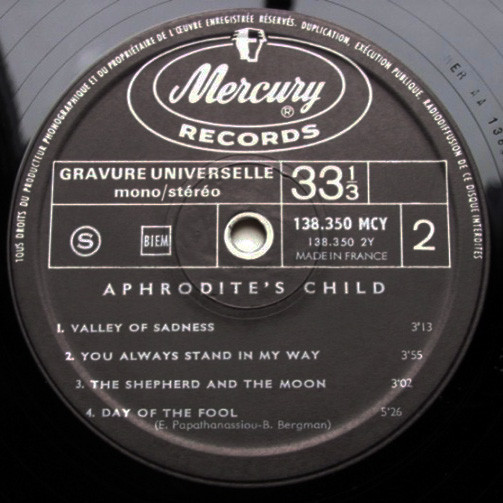 TOUS DROITS DU PRODUCTEUR PHONOGRAPHIQUE ET DU PROPRIÉTAIRE DE L'ŒUVRE ENREGISTRÉE RÉSERVÉS. DUPLICATION, EXÉCUTION PUBLIQUE, RADIODIFFUSION DE CE DISQUE INTERDITES
Mercury
®
RECORDS
GRAVURE UNIVERSELLE
mono/stéréo
33 1/3
S
BIEM
138.350 MCY
138.350 2Y
MADE IN FRANCE
2
APHRODITE'S CHILD
1. VALLEY OF SADNESS 3'13
2. YOU ALWAYS STAND IN MY WAY 3'55
3. THE SHEPHERD AND THE MOON 3'02
4. DAY OF THE FOOL 5'26
(E. Papathanassiou-B. Bergman)